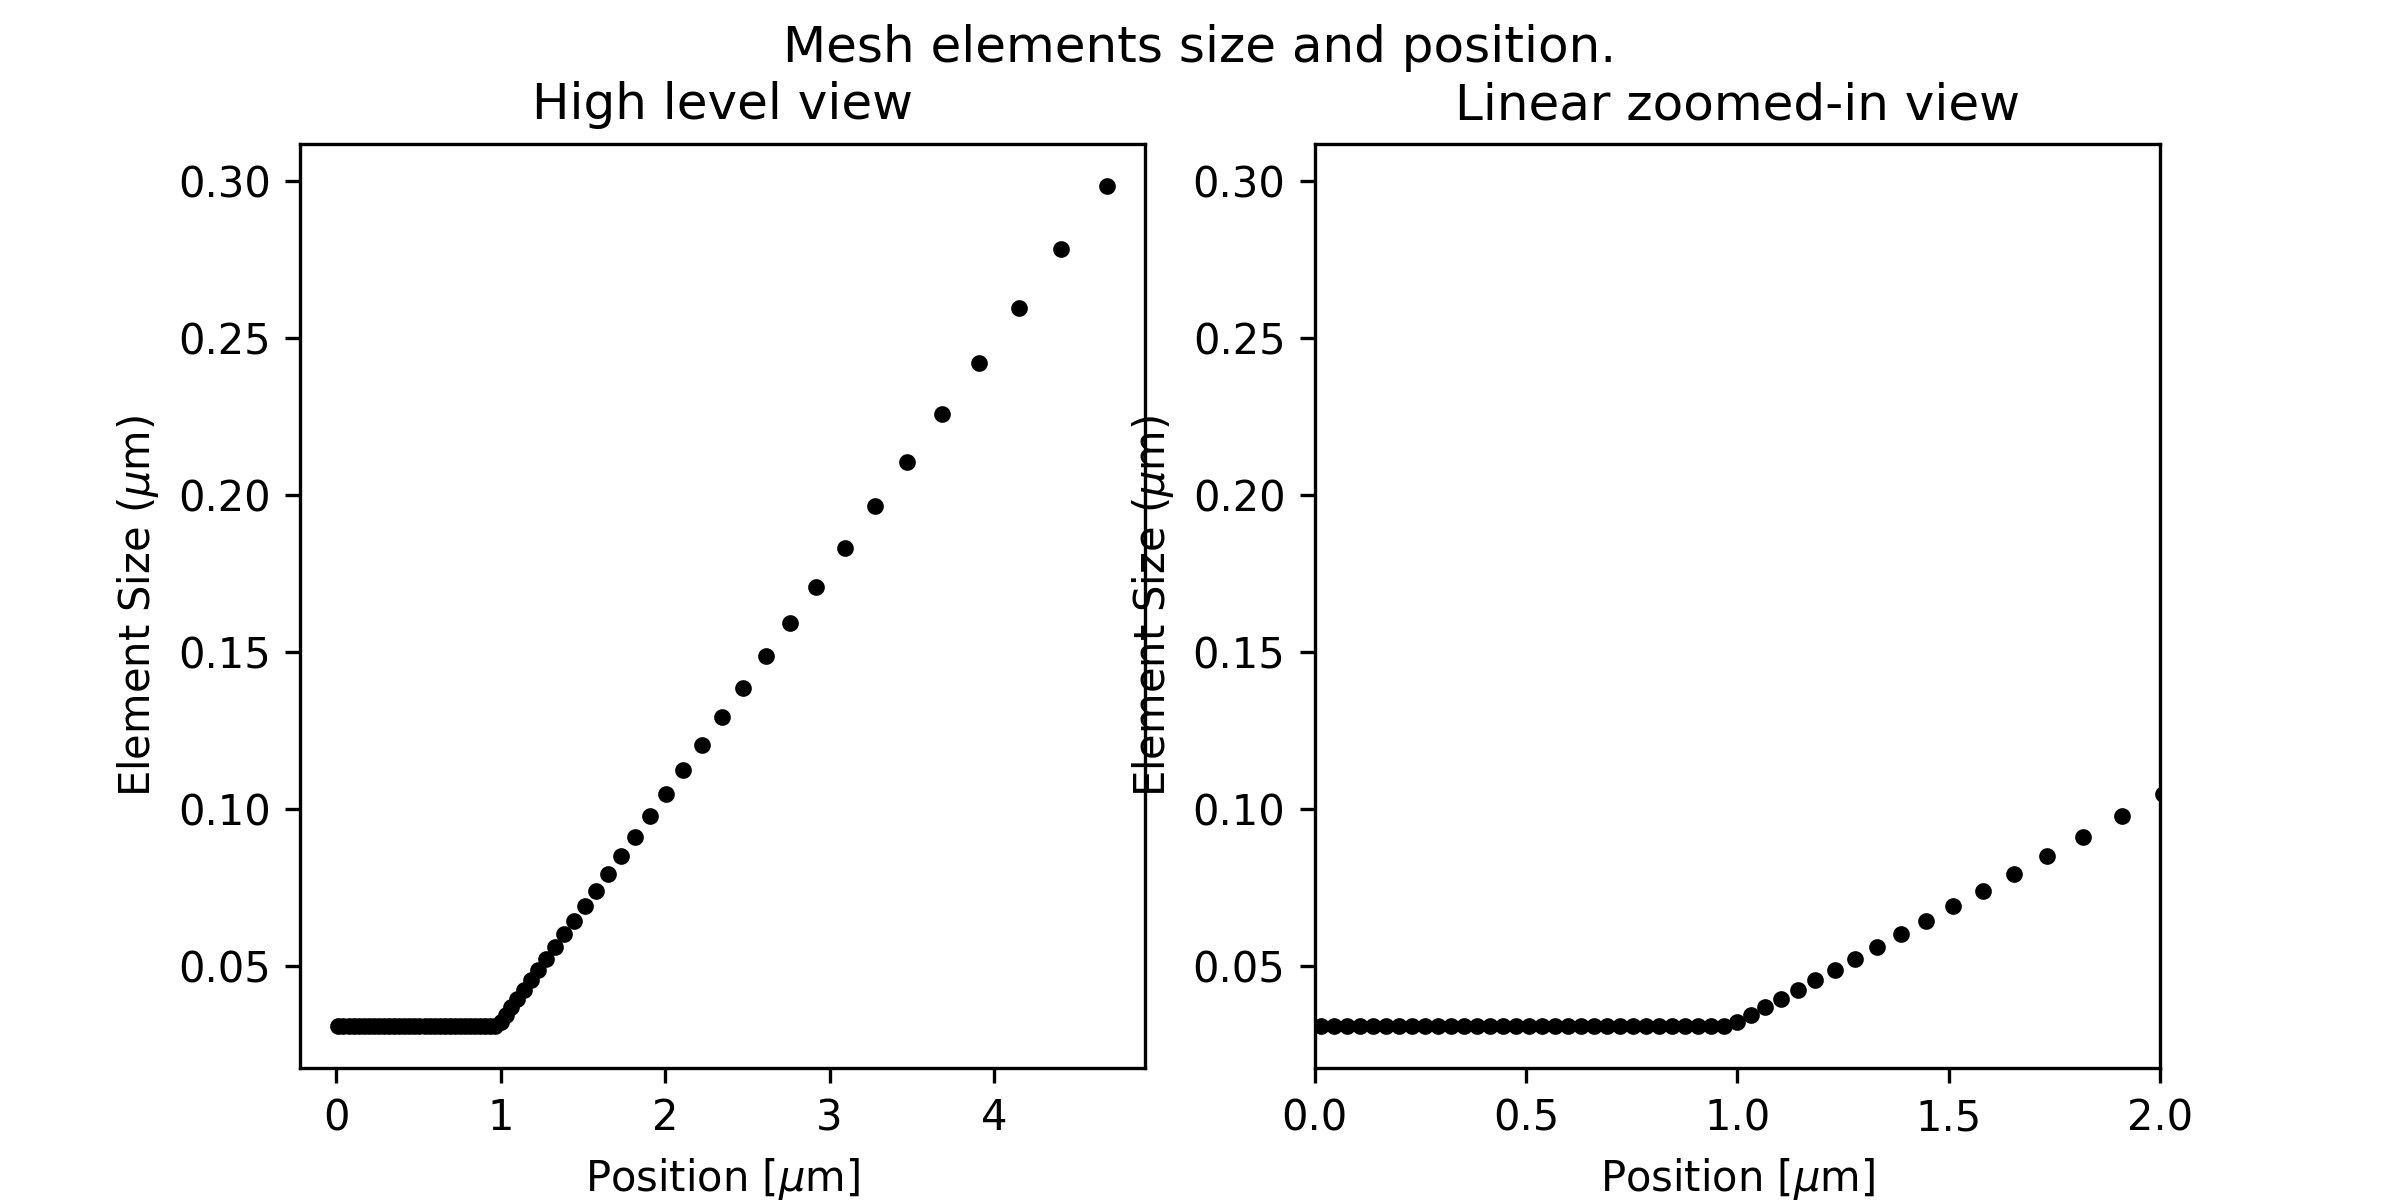 Mesh elements size and position.
High level view
Linear zoomed-in view
Element Size (μm)
0.30
0.25
0.20
0.15
0.10
0.05
0 1 2 3 4
Position [μm]
Element Size (μm)
0.30
0.25
0.20
0.15
0.10
0.05
0.0 0.5 1.0 1.5 2.0
Position [μm]